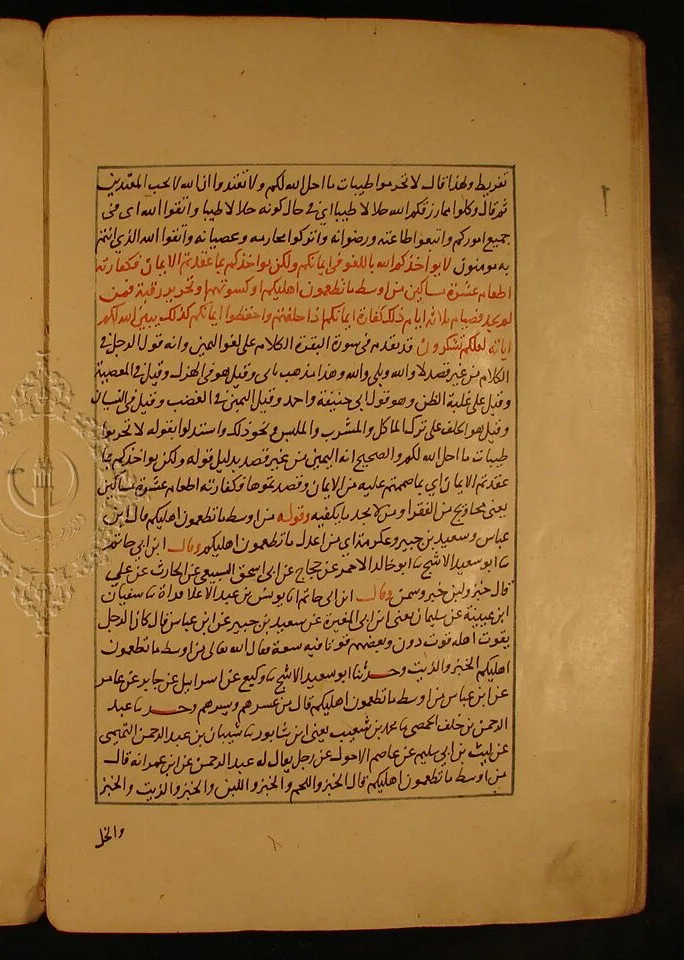 تفريط ولهذا قال لا تحرموا طيبات ما احل الله لكم ولا تعتدوا ان الله لا يحب المعتدين
ثم قال وكلوا مما رزقكم الله حلالا طيبا اي في حال كونه حلالا طيبا واتقوا الله اي في
جميع اموركم واتبعوا طاعته ورضوانه واتركوا محارمه وعصيانه واتقوا الله الذي انتم
به مومنون لا يواخذكم الله باللغو في ايمانكم ولكن يواخذكم بما عقدتم الايمان فكفارته
اطعام عشرة مساكين من اوسط ما تطعمون اهليكم او كسوتهم او تحرير رقبة فمن
لم يجد فصيام ثلاثة ايام ذلك كفارة ايمانكم اذا حلفتم واحفظوا ايمانكم كذلك يبين الله لكم
اياته لعلكم تشكرون قد تقدم في سورة البقرة الكلام على لغو اليمين وانه قول الرجل في
الكلام من غير قصد لا والله وبلى والله وهذا مذهب وقيل هو في الهزل وقيل في المعصية
وقيل على غلبة الظن وهو قول ابي حنيفة واحمد وقيل اليمين في الغضب وقيل في النسيان
وقيل هو الحلف على ترك الماكل والمشرب والملبس ونحو ذلك واستدلوا بقوله لا تحرموا
طيبات ما احل الله لكم والصحيح انه اليمين من غير قصد بدليل قوله ولكن يواخذكم بما
عقدتم الايمان اي بما صممتم عليه من الايمان وقصدتموها فكفارته اطعام عشرة مساكين
يعني محاويج من الفقرا ومن لا يجد ما يكفيه وقوله من اوسط ما تطعمون اهليكم قال ابن
عباس وسعيد بن جبير وعكرمة اي من اعدل ما تطعمون اهليكم وقال ابن ابي حاتم
ثنا ابو سعيد الاشج ثنا ابو خالد الاحمر عن حجاج عن ابي اسحق السبيعي عن الحارث عن علي
قال خبز ولبن خبز وسمن وقال ابن ابي حاتم انا يونس بن عبد الاعلا قراة ثنا سفيان
ابن عيينة عن سليمان يعني ابن ابي المغيرة عن سعيد بن جبير عن ابن عباس قال كان الرجل
يقوت اهله قوت دون وبعضهم قوتا فيه سعة فقال الله تعالى من اوسط ما تطعمون
اهليكم الخبز والزيت وحدثنا ابو سعيد الاشج ثنا وكيع عن اسرائيل عن جابر عن عامر
عن ابن عباس من اوسط ما تطعمون اهليكم قال من عسرهم ويسرهم وحد ثنا عبد
الرحمن بن خلف الحمصي ثنا محمد بن شعيب يعني ابن شابور ثنا شيبان بن عبد الرحمن التميمي
عن ليث بن ابي سليم عن عاصم الاحول عن رجل يقال له عبد الرحمن عن ابن عمر انه قال
من اوسط ما تطعمون اهليكم قال الخبز واللحم والخبز واللبن والخبز والزيت والخبز
والخل